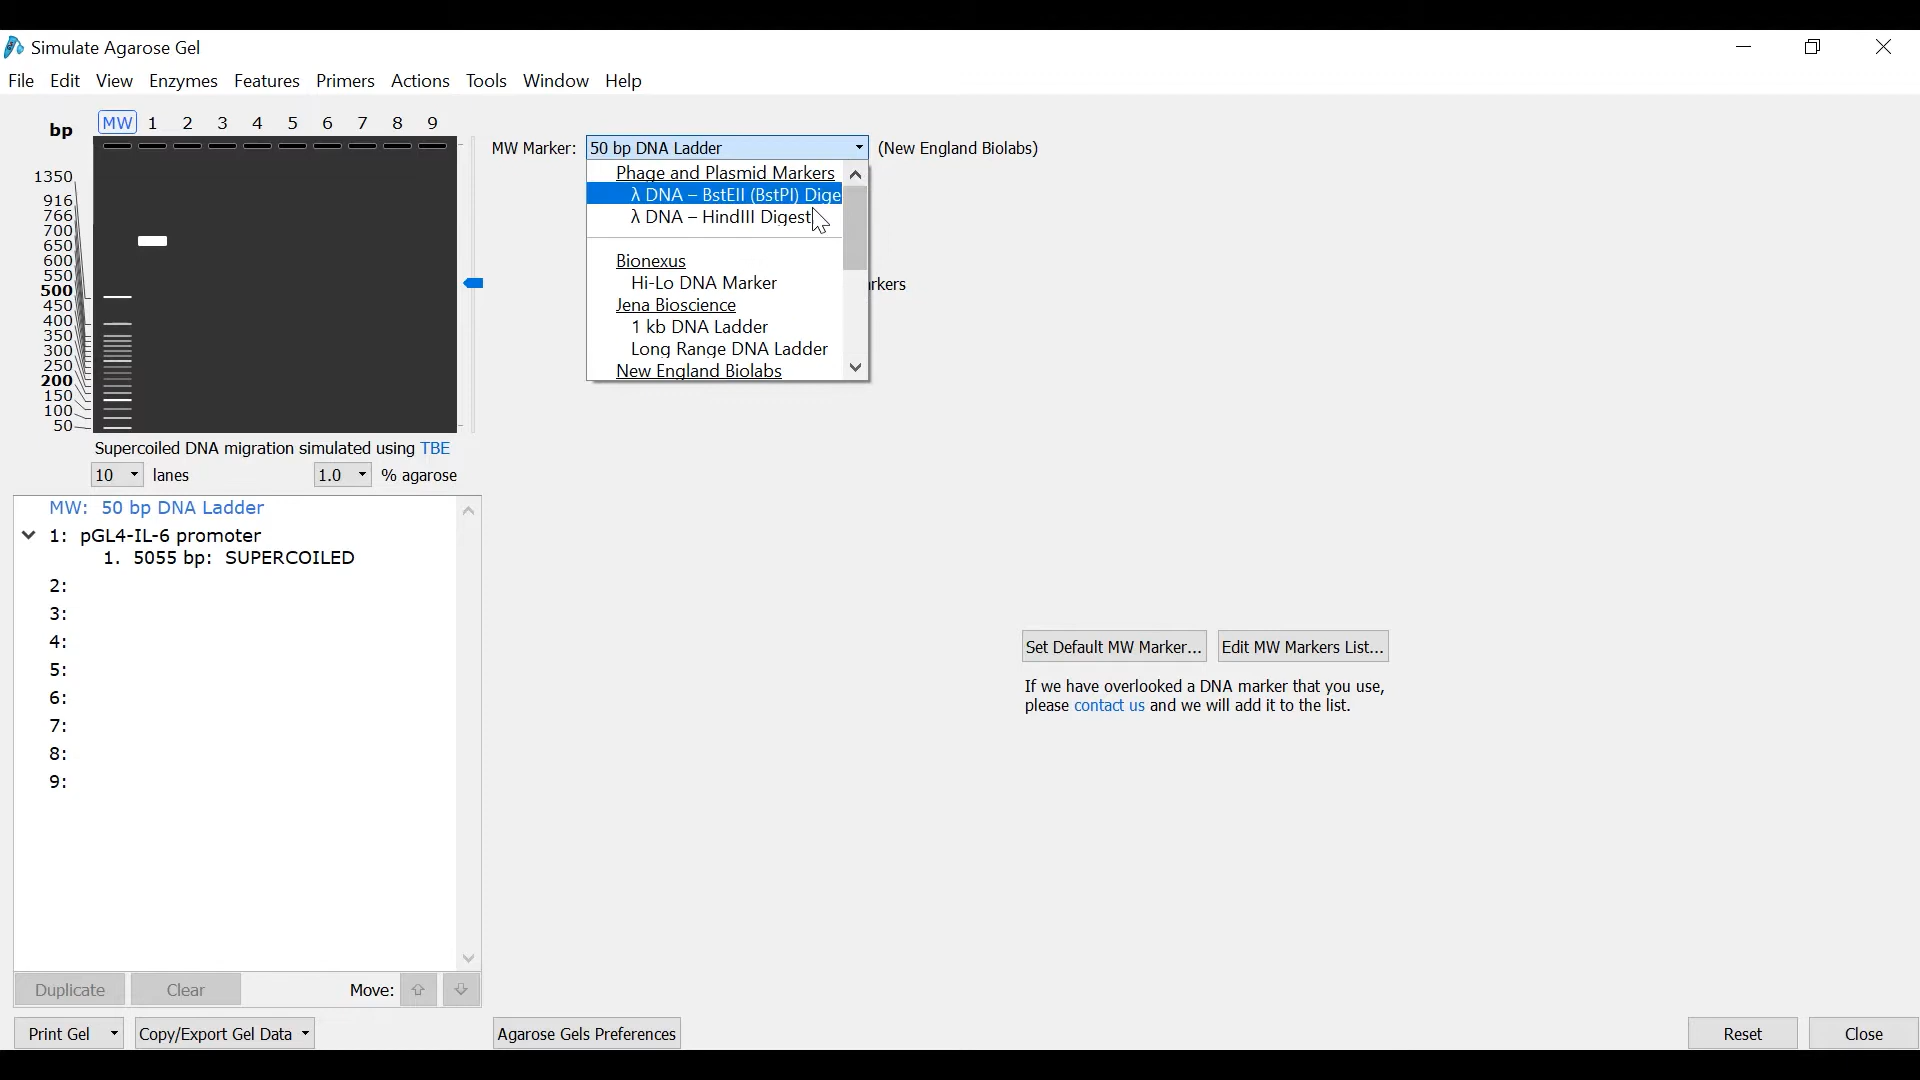 Simulate Agarose Gel
File Edit View Enzymes Features Primers Actions Tools Window Help
bp MW 1 2 3 4 5 6 7 8 9
1350
916
766
700
650
600
550
500
450
400
350
300
250
200
150
100
50
MW Marker: 50 bp DNA Ladder (New England Biolabs)
Phage and Plasmid Markers
λ DNA – BstEII (BstPI) Dige
λ DNA – HindIII Digest
Bionexus
Hi-Lo DNA Marker
rkers
Jena Bioscience
1 kb DNA Ladder
Long Range DNA Ladder
New England Biolabs
Supercoiled DNA migration simulated using TBE
10 lanes 1.0 % agarose
MW: 50 bp DNA Ladder
1: pGL4-IL-6 promoter
1. 5055 bp: SUPERCOILED
2:
3:
4:
5:
6:
7:
8:
9:
Set Default MW Marker... Edit MW Markers List...
If we have overlooked a DNA marker that you use,
please contact us and we will add it to the list.
Duplicate Clear Move:
Print Gel Copy/Export Gel Data Agarose Gels Preferences Reset Close